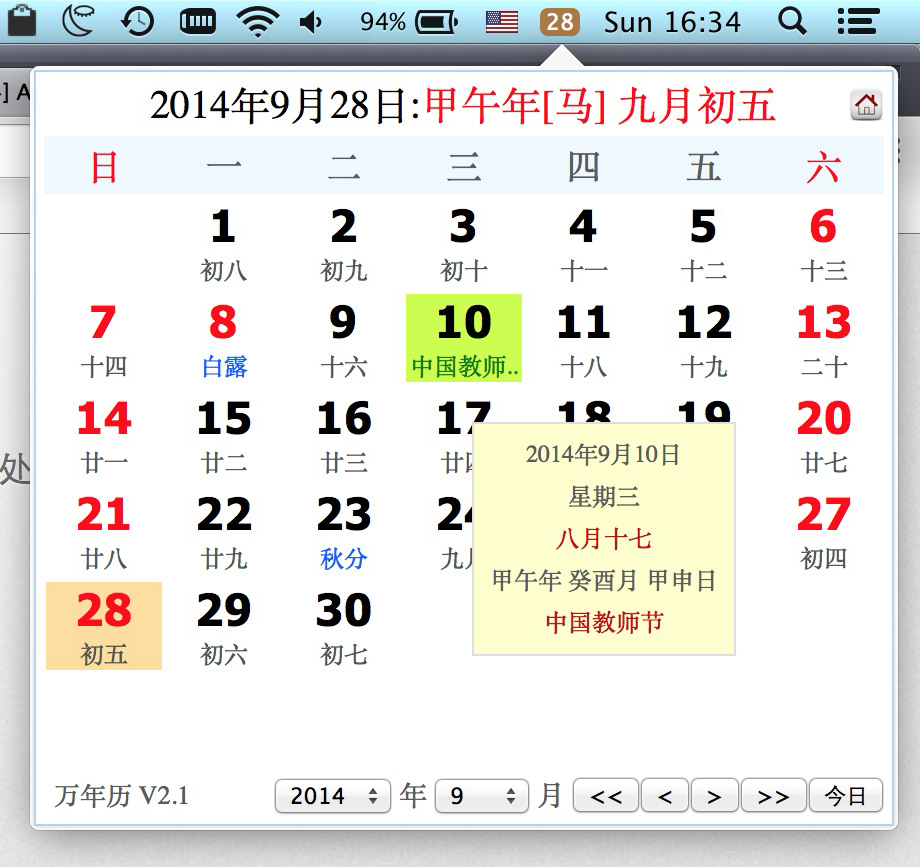 94% 28 Sun 16:34
] A
2014年9月28日:甲午年[马] 九月初五
日 一 二 三 四 五 六
1 2 3 4 5 6
初八 初九 初十 十一 十二 十三
7 8 9 10 11 12 13
十四 白露 十六 中国教师.. 十八 十九 二十
14 15 16 17 18 19 20
廿一 廿二 廿三 廿四 廿七
处
2014年9月10日
星期三
八月十七
甲午年 癸酉月 甲申日
中国教师节
21 22 23 24 27
廿八 廿九 秋分 九月 初四
28 29 30
初五 初六 初七
万年历 V2.1 2014 年 9 月 << < > >> 今日